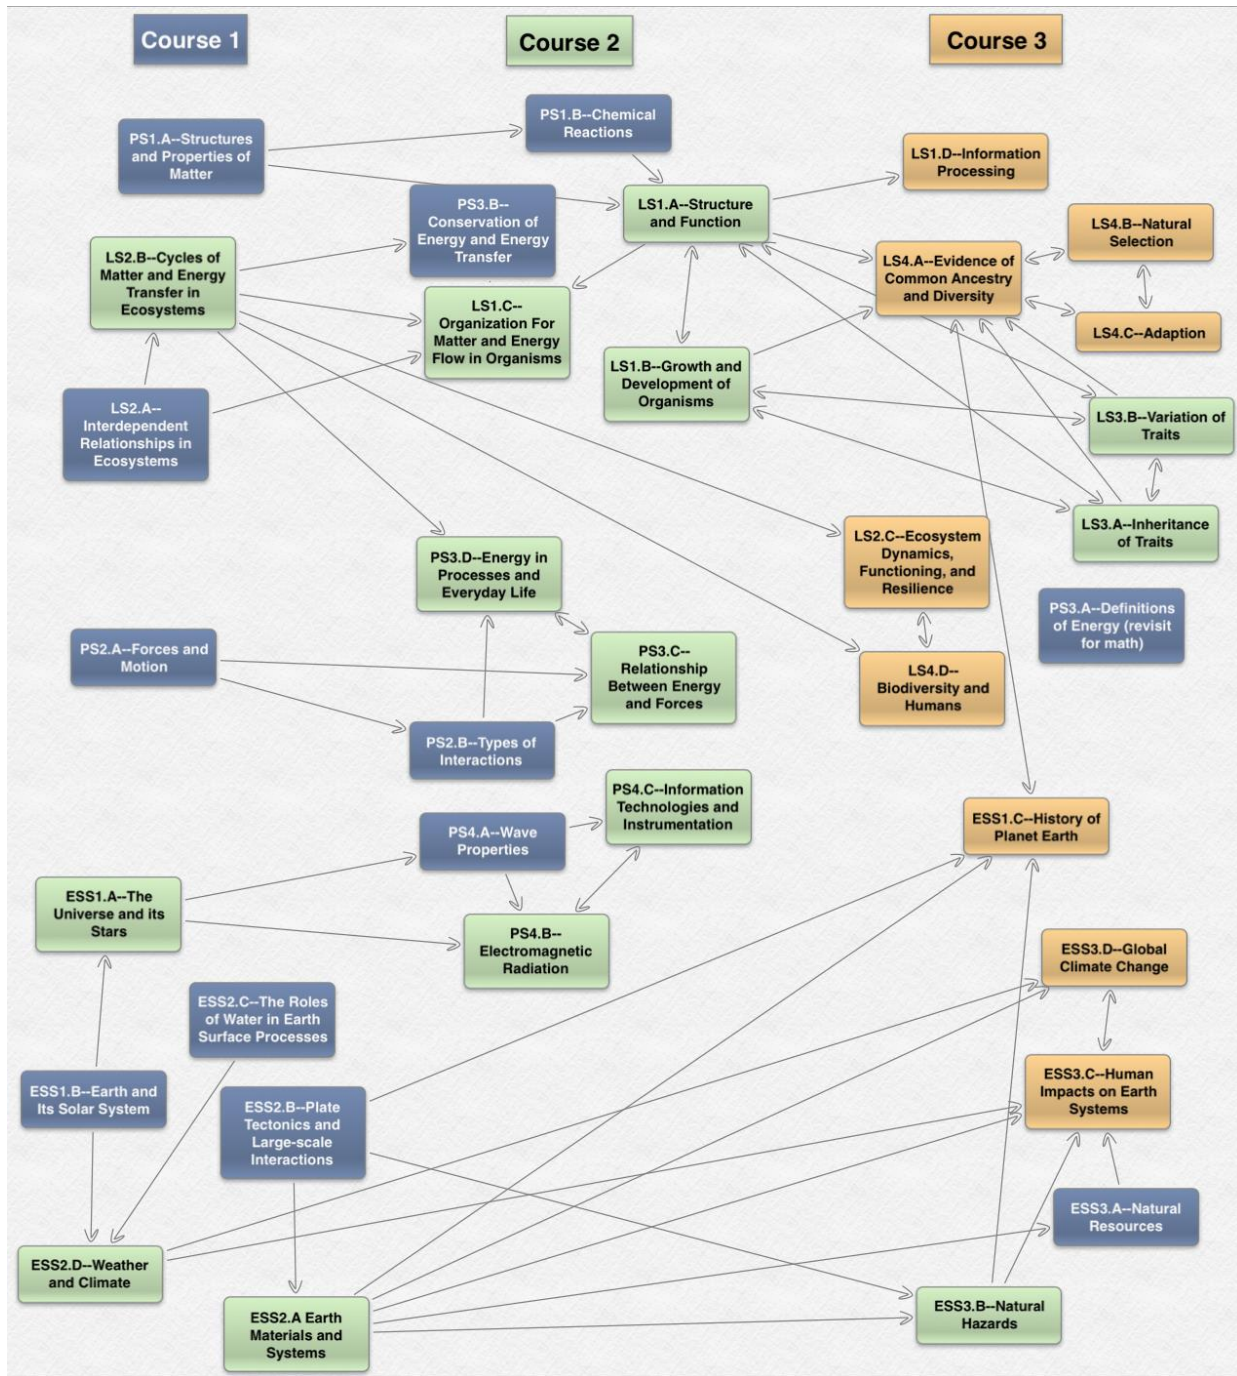 Course 1
Course 2
Course 3
PS1.B--Chemical
Reactions
PS1.A--Structures
and Properties of
Matter
LS1.D--Information
Processing
PS3.B--
Conservation of
Energy and Energy
Transfer
LS1.A--Structure
and Function
LS4.B--Natural
Selection
LS2.B--Cycles of
Matter and Energy
Transfer in
Ecosystems
LS4.A--Evidence of
Common Ancestry
and Diversity
LS1.C--
Organization For
Matter and Energy
Flow in Organisms
LS4.C--Adaption
LS1.B--Growth and
Development of
Organisms
LS2.A--
Interdependent
Relationships in
Ecosystems
LS3.B--Variation of
Traits
LS3.A--Inheritance
of Traits
LS2.C--Ecosystem
Dynamics,
Functioning, and
Resilience
PS3.D--Energy in
Processes and
Everyday Life
PS3.A--Definitions
of Energy (revisit
for math)
PS2.A--Forces and
Motion
PS3.C--
Relationship
Between Energy
and Forces
LS4.D--
Biodiversity and
Humans
PS2.B--Types of
Interactions
PS4.C--Information
Technologies and
Instrumentation
ESS1.C--History of
Planet Earth
PS4.A--Wave
Properties
ESS1.A--The
Universe and its
Stars
PS4.B--
Electromagnetic
Radiation
ESS3.D--Global
Climate Change
ESS2.C--The Roles
of Water in Earth
Surface Processes
ESS3.C--Human
Impacts on Earth
Systems
ESS1.B--Earth and
Its Solar System
ESS2.B--Plate
Tectonics and
Large-scale
Interactions
ESS3.A--Natural
Resources
ESS2.D--Weather
and Climate
ESS2.A Earth
Materials and
Systems
ESS3.B--Natural
Hazards